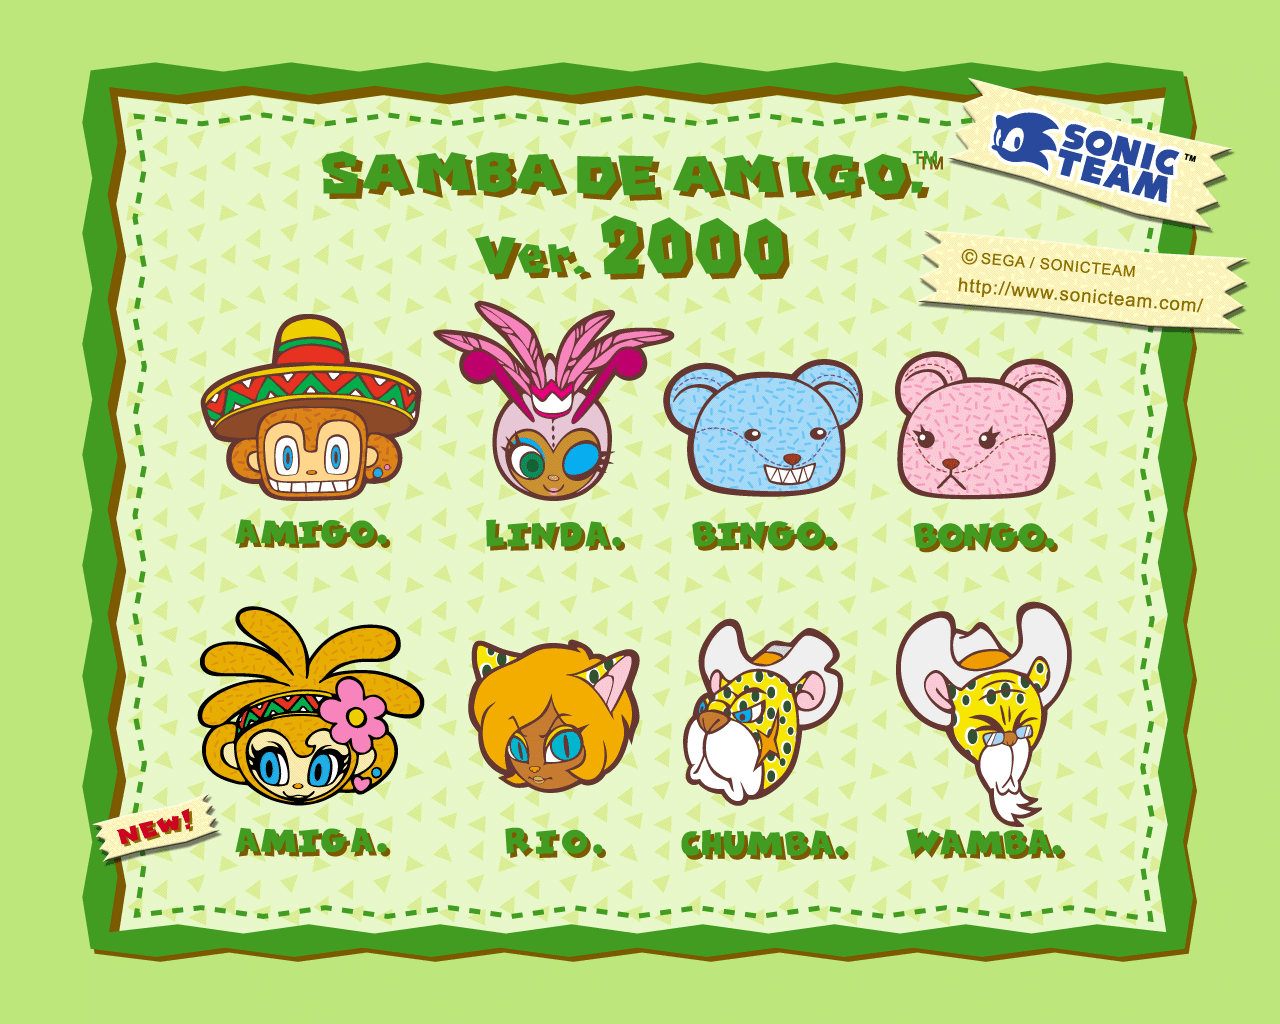 SAMBA DE AMIGO.™
Ver. 2000
SONIC
TEAM™
© SEGA / SONICTEAM
http://www.sonicteam.com/
AMIGO.
LINDA.
BINGO.
BONGO.
NEW!
AMIGA.
RIO.
CHUMBA.
WAMBA.